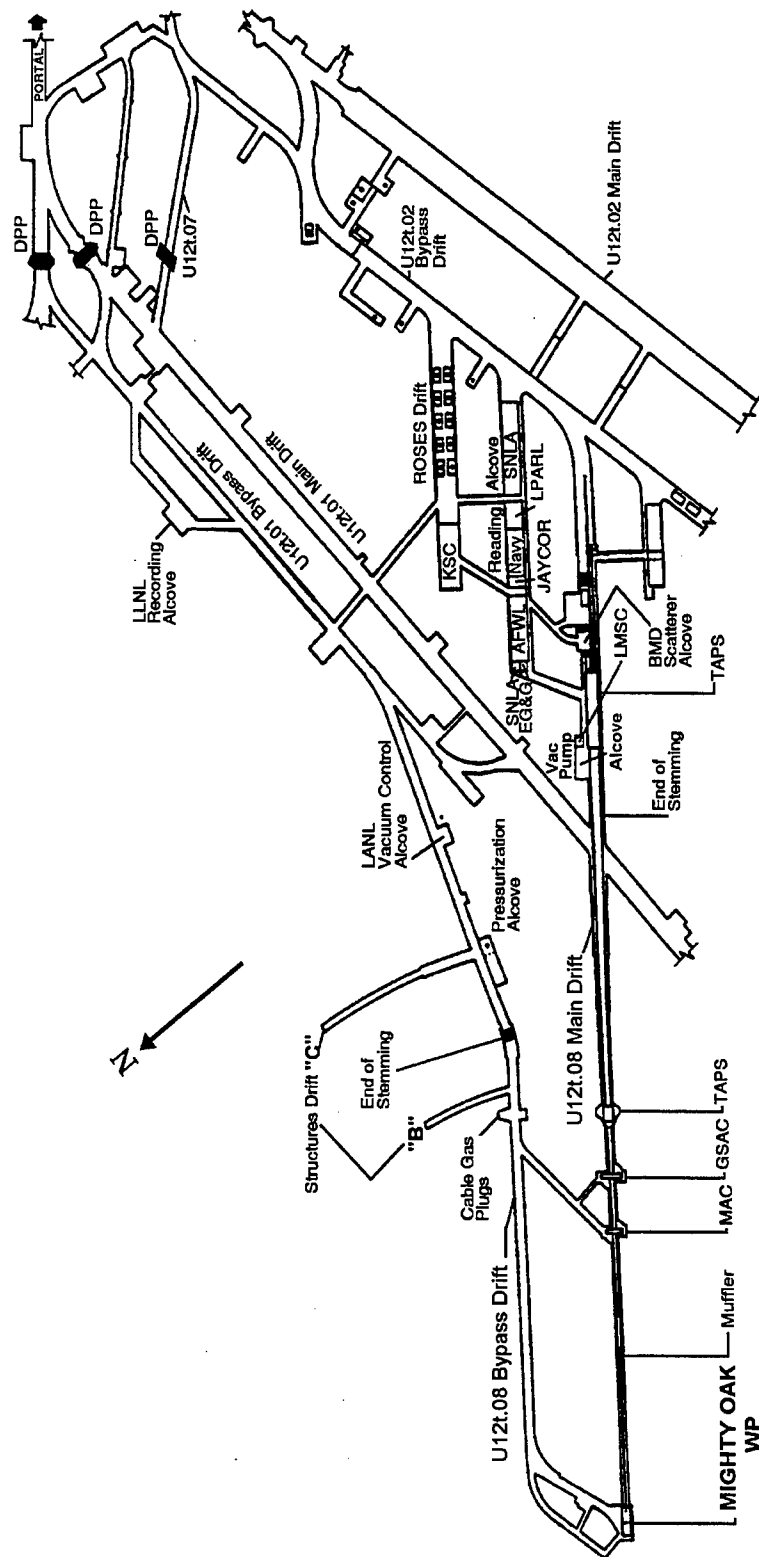 PORTAL
DPP
DPP
DPP
U12t.07
U12t.02
Bypass
Drift
U12t.02 Main Drift
LLNL
Recording
Alcove
U12t.01 Bypass Drift
U12t.01 Main Drift
ROSES Drift
KSC
Alcove
SNLA
Reading
Navy
LPARL
JAYCOR
AFWL
SNLA
EG&G
LMSC
BMD
Scatterer
Alcove
TAPS
Vac
Pump
Alcove
End of
Stemming
LANL
Vacuum Control
Alcove
Pressurization
Alcove
N
Structures Drift "C"
"B"
End of
Stemming
Cable Gas
Plugs
U12t.08 Main Drift
U12t.08 Bypass Drift
TAPS
GSAC
MAC
Muffler
MIGHTY OAK
WP